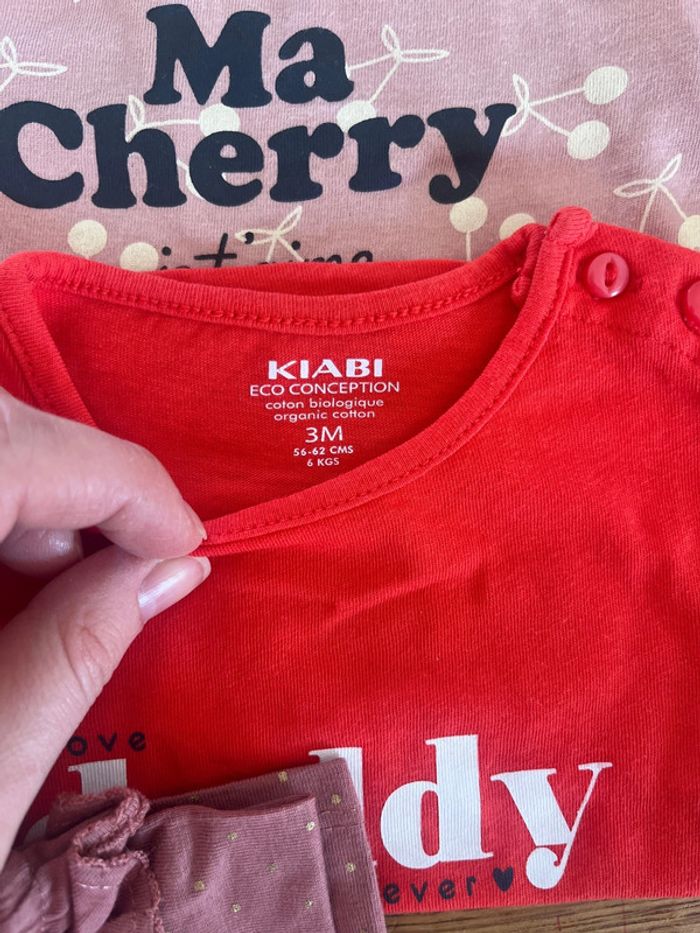 Ma
Cherry
KIABI
ECO CONCEPTION
coton biologique
organic cotton
3M
56-62 CMS
6 KGS
ove
ddy
ever ♥